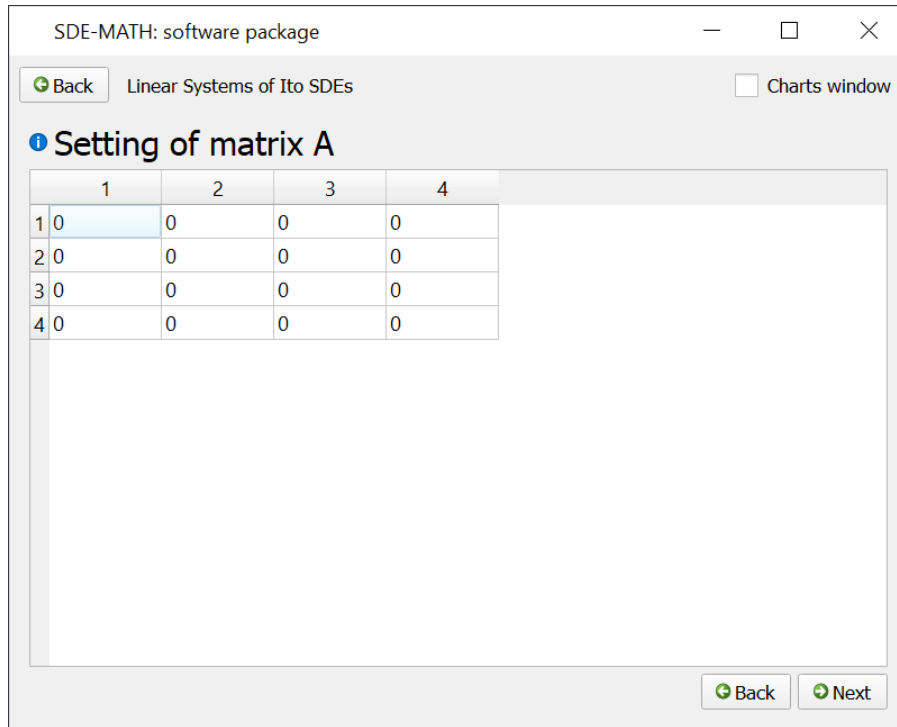 SDE-MATH: software package
Back Linear Systems of Ito SDEs Charts window
Setting of matrix A
1 2 3 4
1 0 0 0 0
2 0 0 0 0
3 0 0 0 0
4 0 0 0 0
Back Next